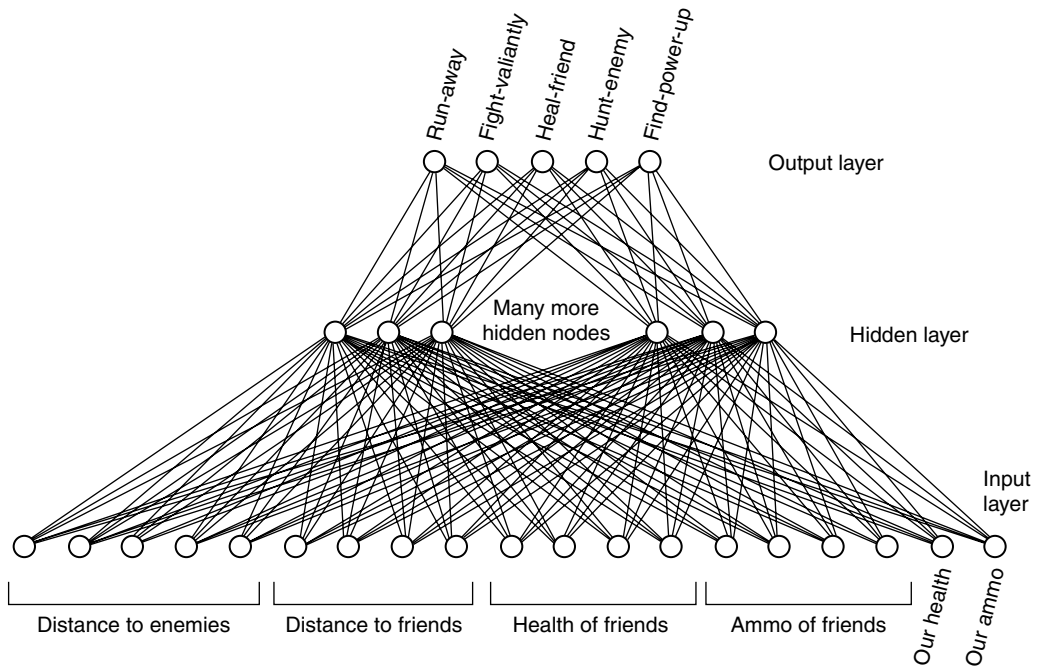 Run-away
Fight-valiantly
Heal-friend
Hunt-enemy
Find-power-up
Output layer
Many more
hidden nodes
Hidden layer
Input
layer
Distance to enemies
Distance to friends
Health of friends
Ammo of friends
Our health
Our ammo